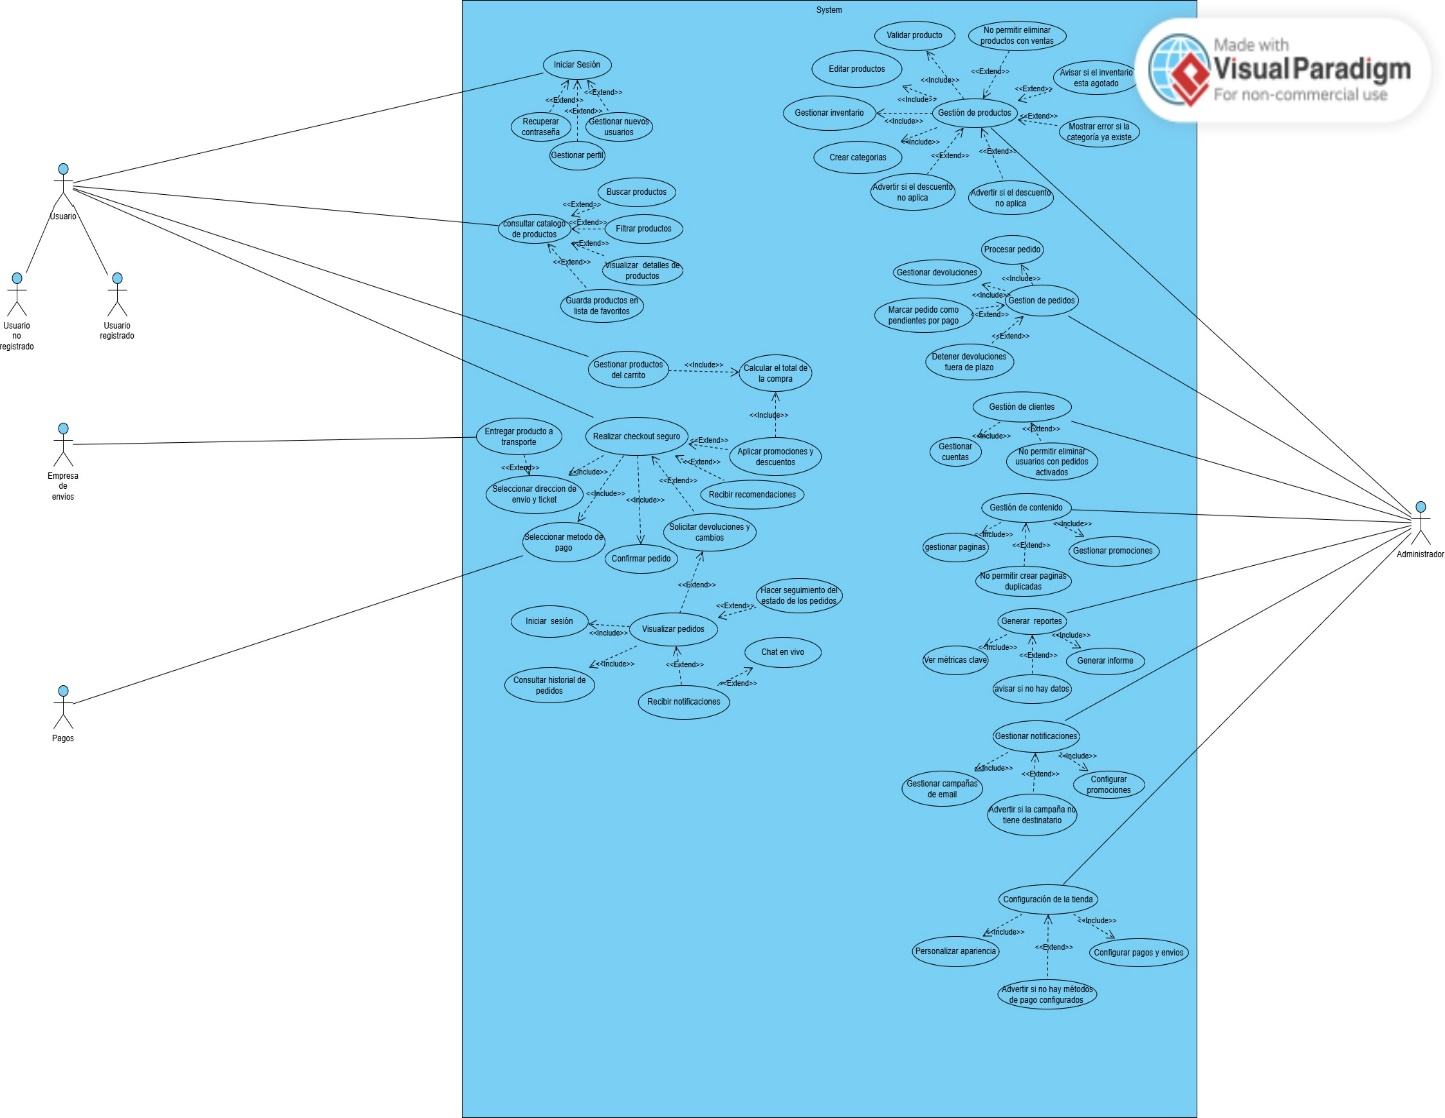 System
Made with
VisualParadigm
For non-commercial use
Iniciar Sesión
<<Extend>>
<<Extend>>
<<Extend>>
Recuperar
contraseña
Gestionar nuevos
usuarios
Gestionar perfil
Usuario
Usuario
no
registrado
Usuario
registrado
Buscar productos
<<Extend>>
consultar catalogo
de productos
<<Extend>>
Filtrar productos
<<Extend>>
Visualizar detalles de
productos
<<Extend>>
Guarda productos en
lista de favoritos
Gestionar productos
del carrito
<<Include>>
Calcular el total de
la compra
<<Include>>
Entregar producto a
transporte
Realizar checkout seguro
<<Extend>>
Aplicar promociones y
descuentos
<<Extend>>
<<Include>>
<<Extend>>
<<Extend>>
Seleccionar direccion de
envio y ticket
<<Include>>
<<Include>>
Recibir recomendaciones
Solicitar devoluciones y
cambios
Seleccionar metodo de
pago
Confirmar pedido
<<Extend>>
Hacer seguimiento del
estado de los pedidos
<<Extend>>
Iniciar sesión
<<Include>>
Visualizar pedidos
<<Include>>
<<Extend>>
Chat en vivo
Consultar historial de
pedidos
<<Extend>>
Recibir notificaciones
Empresa
de
envios
Pagos
Validar producto
No permitir eliminar
productos con ventas
Editar productos
<<Include>>
<<Extend>>
Avisar si el inventario
esta agotado
<<Include>>
<<Extend>>
Gestionar inventario
<<Include>>
Gestión de productos
<<Extend>>
Mostrar error si la
categoría ya existe
<<Include>>
Crear categorias
<<Extend>>
<<Extend>>
Advertir si el descuento
no aplica
Advertir si el descuento
no aplica
Procesar pedido
Gestionar devoluciones
<<Include>>
<<Include>>
Gestion de pedidos
Marcar pedido como
pendientes por pago
<<Extend>>
<<Extend>>
Detener devoluciones
fuera de plazo
Gestión de clientes
<<Include>>
<<Extend>>
Gestionar
cuentas
No permitir eliminar
usuarios con pedidos
activados
Gestión de contenido
<<Include>>
<<Include>>
gestionar paginas
<<Extend>>
Gestionar promociones
No permitir crear paginas
duplicadas
Generar reportes
<<Include>>
<<Include>>
Ver métricas clave
<<Extend>>
Generar informe
avisar si no hay datos
Gestionar notificaciones
<<Include>>
<<Include>>
<<Extend>>
Gestionar campañas
de email
Configurar
promociones
Advertir si la campaña no
tiene destinatario
Configuración de la tienda
<<Include>>
<<Include>>
<<Extend>>
Personalizar apariencia
Configurar pagos y envios
Advertir si no hay métodos
de pago configurados
Administrador